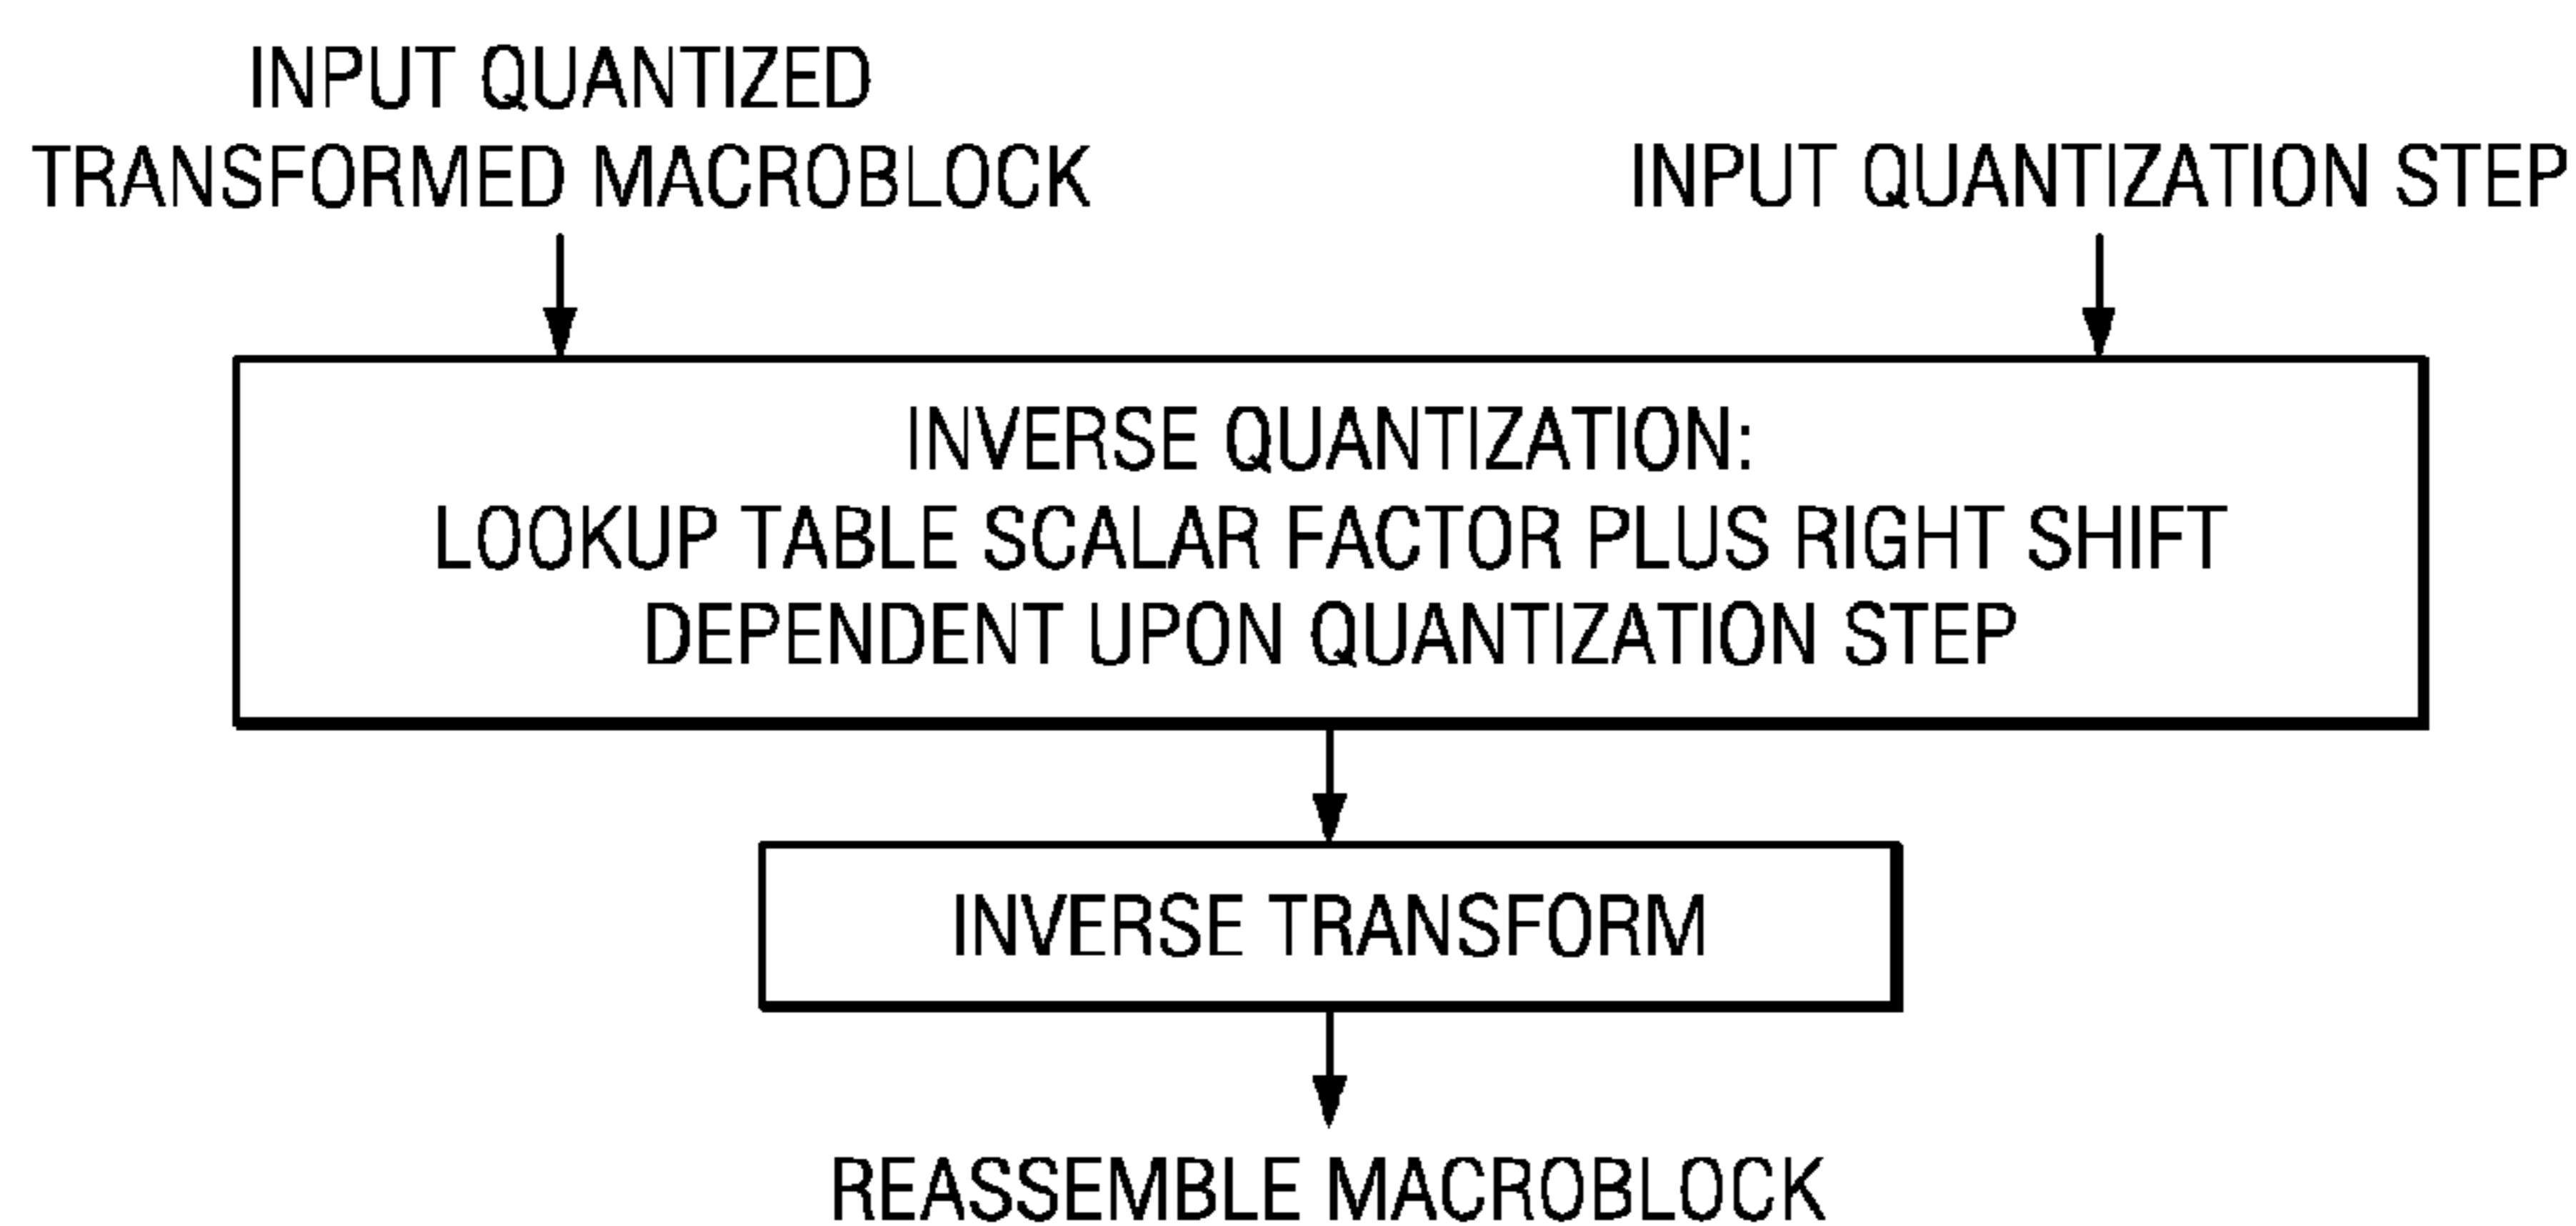 INPUT QUANTIZED
TRANSFORMED MACROBLOCK
INPUT QUANTIZATION STEP
INVERSE QUANTIZATION:
LOOKUP TABLE SCALAR FACTOR PLUS RIGHT SHIFT
DEPENDENT UPON QUANTIZATION STEP
INVERSE TRANSFORM
REASSEMBLE MACROBLOCK